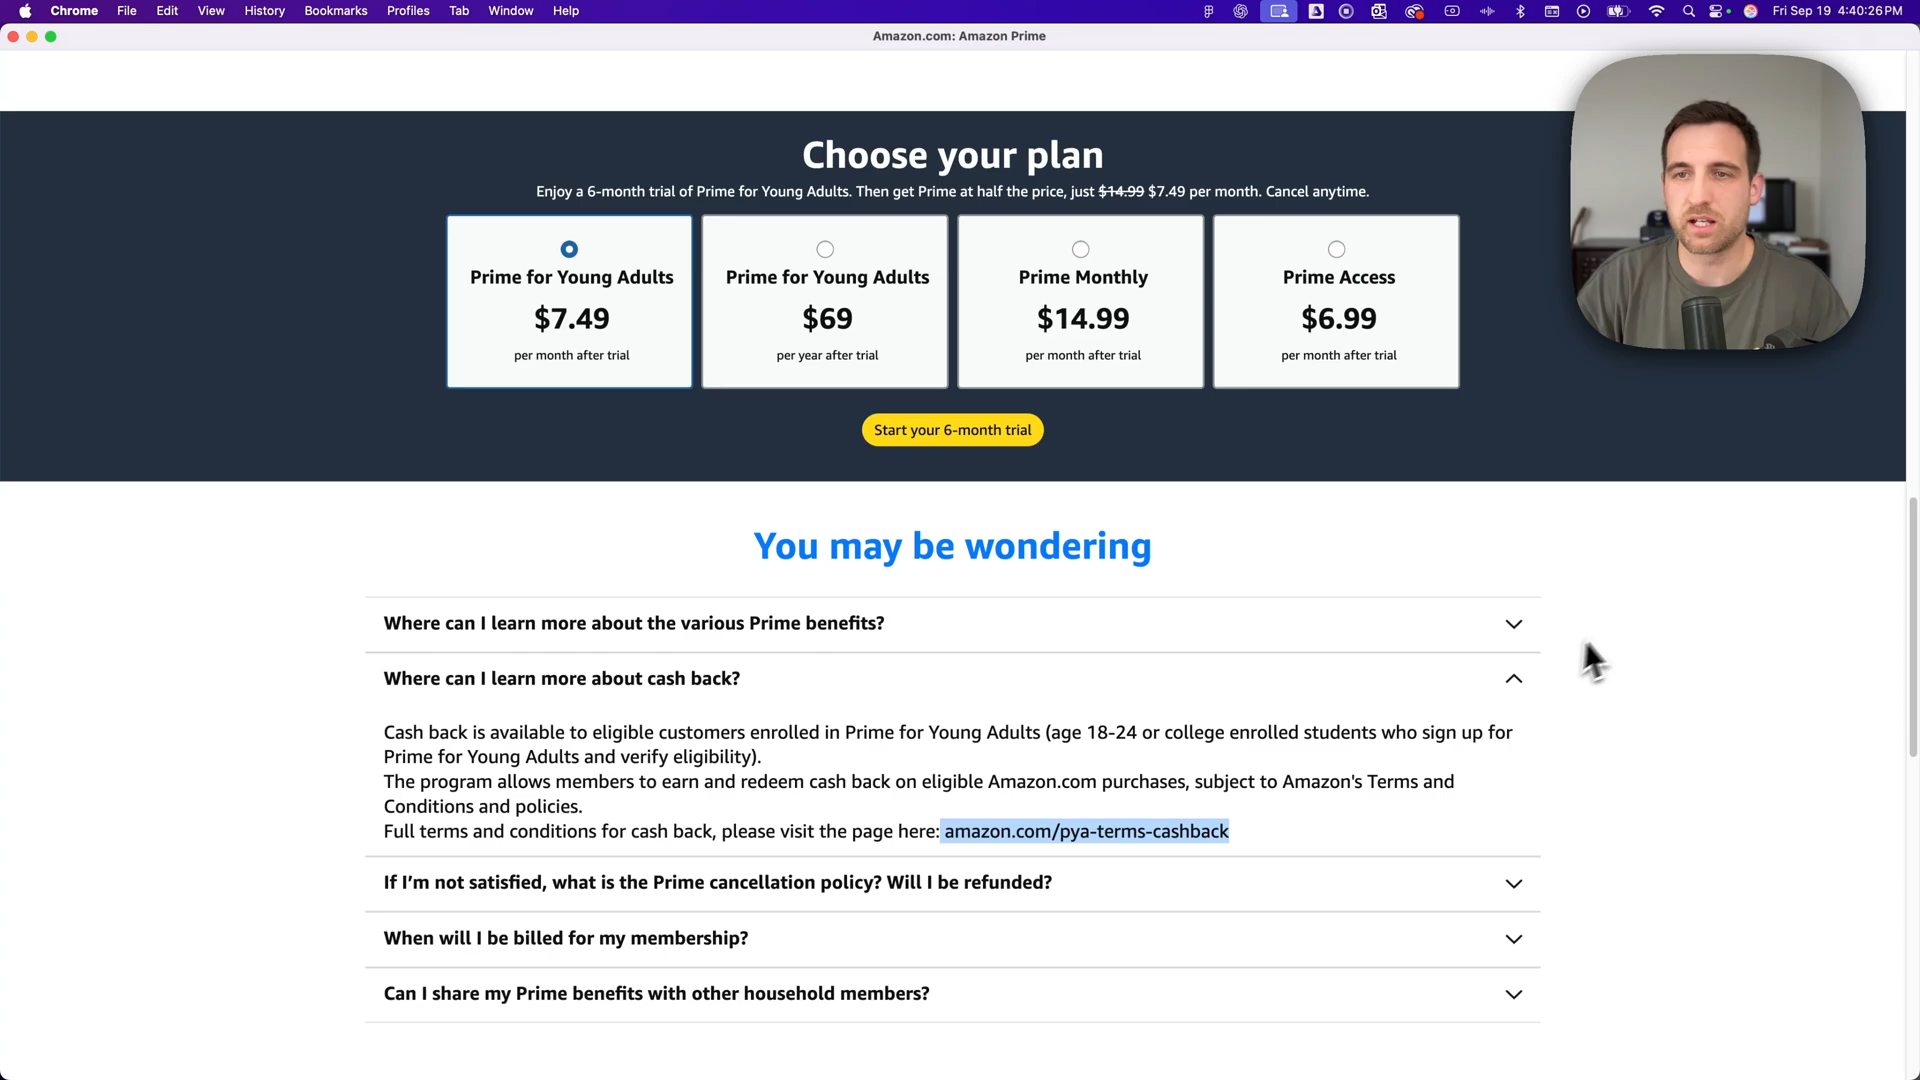 Chrome File Edit View History Bookmarks Profiles Tab Window Help Fri Sep 19 4:40:26 PM
Amazon.com: Amazon Prime
Choose your plan
Enjoy a 6-month trial of Prime for Young Adults. Then get Prime at half the price, just $14.99 $7.49 per month. Cancel anytime.
Prime for Young Adults
$7.49
per month after trial
Prime for Young Adults
$69
per year after trial
Prime Monthly
$14.99
per month after trial
Prime Access
$6.99
per month after trial
Start your 6-month trial
You may be wondering
Where can I learn more about the various Prime benefits?
Where can I learn more about cash back?
Cash back is available to eligible customers enrolled in Prime for Young Adults (age 18-24 or college enrolled students who sign up for
Prime for Young Adults and verify eligibility).
The program allows members to earn and redeem cash back on eligible Amazon.com purchases, subject to Amazon's Terms and
Conditions and policies.
Full terms and conditions for cash back, please visit the page here: amazon.com/pya-terms-cashback
If I’m not satisfied, what is the Prime cancellation policy? Will I be refunded?
When will I be billed for my membership?
Can I share my Prime benefits with other household members?